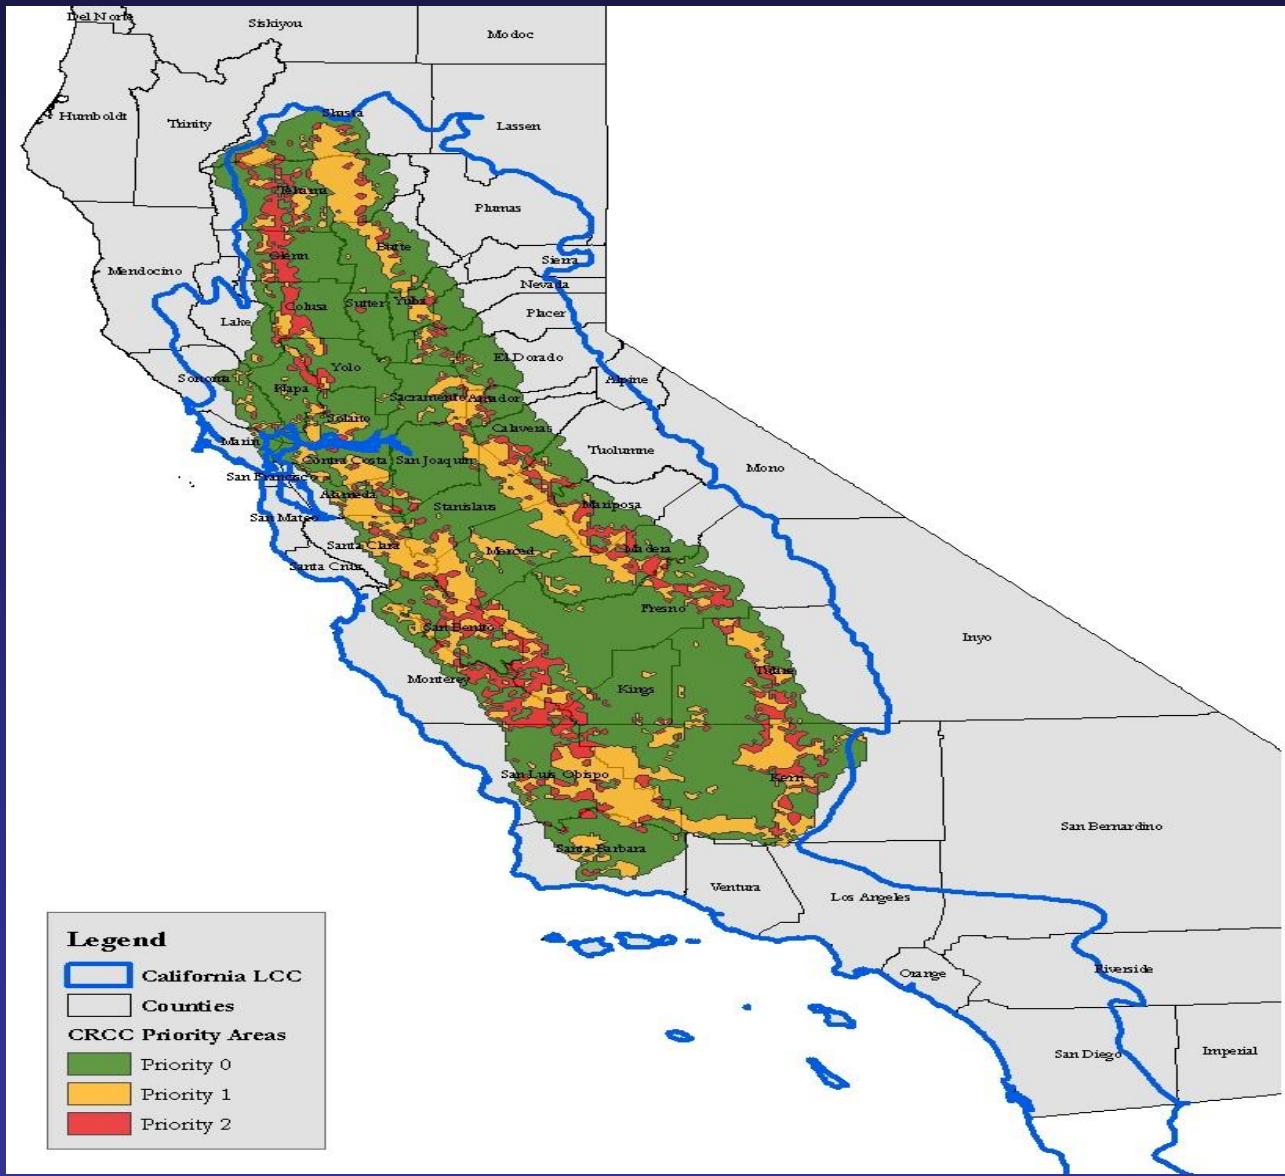 Del Norte
Siskiyou
Modoc
Humboldt
Trinity
Shasta
Lassen
Tehama
Plumas
Mendocino
Glenn
Butte
Sierra
Nevada
Lake
Colusa
Sutter
Yuba
Placer
Sonoma
Napa
Yolo
El Dorado
Alpine
Sacramento
Amador
Solano
Marin
Calaveras
Contra Costa
San Joaquin
Tuolumne
Mono
San Francisco
Alameda
Stanislaus
Mariposa
San Mateo
Santa Clara
Merced
Madera
Santa Cruz
Fresno
San Benito
Inyo
Monterey
Kings
Tulare
San Luis Obispo
Kern
San Bernardino
Santa Barbara
Ventura
Los Angeles
Orange
Riverside
San Diego
Imperial
Legend
California LCC
Counties
CRCC Priority Areas
Priority 0
Priority 1
Priority 2